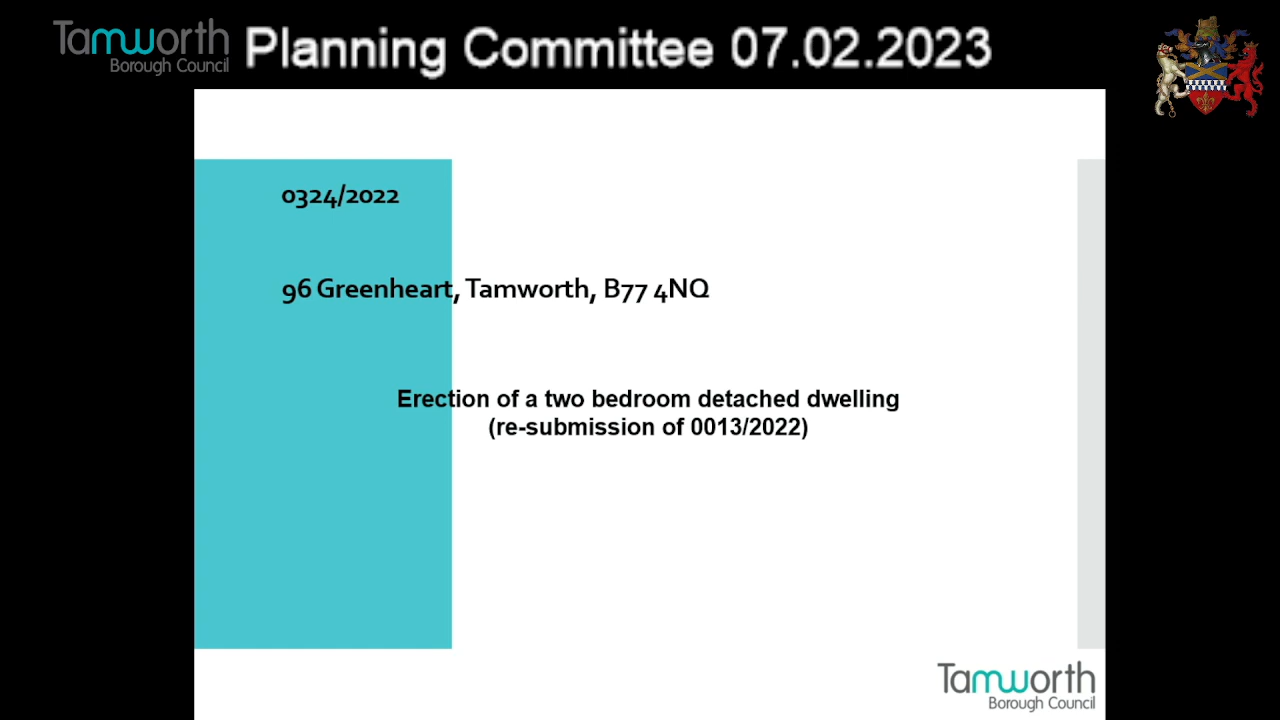 Tamworth
Borough Council
Planning Committee 07.02.2023
0324/2022
96 Greenheart, Tamworth, B77 4NQ
Erection of a two bedroom detached dwelling
(re-submission of 0013/2022)
Tamworth
Borough Council